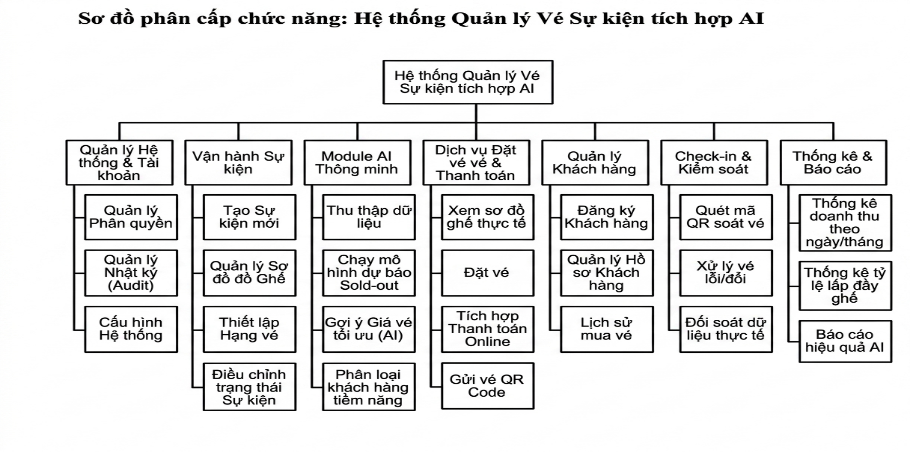 Sơ đồ phân cấp chức năng: Hệ thống Quản lý Vé Sự kiện tích hợp AI
Hệ thống Quản lý Vé
Sự kiện tích hợp AI
Quản lý Hệ
thống & Tài
khoản
Quản lý
Phân quyền
Quản lý
Nhật ký
(Audit)
Cấu hình
Hệ thống
Vận hành Sự
kiện
Tạo Sự
kiện mới
Quản lý Sơ
đồ đồ Ghế
Thiết lập
Hạng vé
Điều chỉnh
trạng thái
Sự kiện
Module AI
Thông minh
Thu thập dữ
liệu
Chạy mô
hình dự báo
Sold-out
Gợi ý Giá vé
tối ưu (AI)
Phân loại
khách hàng
tiềm năng
Dịch vụ Đặt
vé vé &
Thanh toán
Xem sơ đồ
ghế thực tế
Đặt vé
Tích hợp
Thanh toán
Online
Gửi vé QR
Code
Quản lý
Khách hàng
Đăng ký
Khách hàng
Quản lý Hồ
sơ Khách
hàng
Lịch sử
mua vé
Check-in &
Kiểm soát
Quét mã
QR soát vé
Xử lý vé
lỗi/đổi
Đối soát dữ
liệu thực tế
Thống kê &
Báo cáo
Thống kê
doanh thu
theo
ngày/tháng
Thống kê tỷ
lệ lấp đầy
ghế
Báo cáo
hiệu quả AI